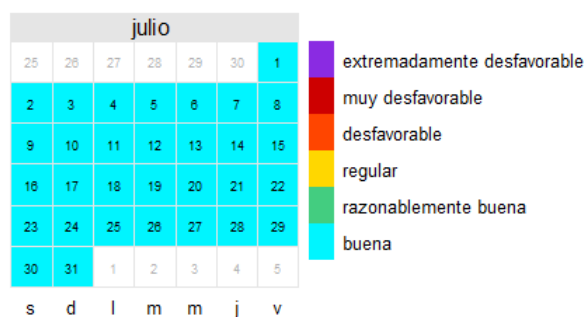 julio
25 26 27 28 29 30 1
2 3 4 5 6 7 8
9 10 11 12 13 14 15
16 17 18 19 20 21 22
23 24 25 26 27 28 29
30 31 1 2 3 4 5
s d l m m j v
extremadamente desfavorable
muy desfavorable
desfavorable
regular
razonablemente buena
buena